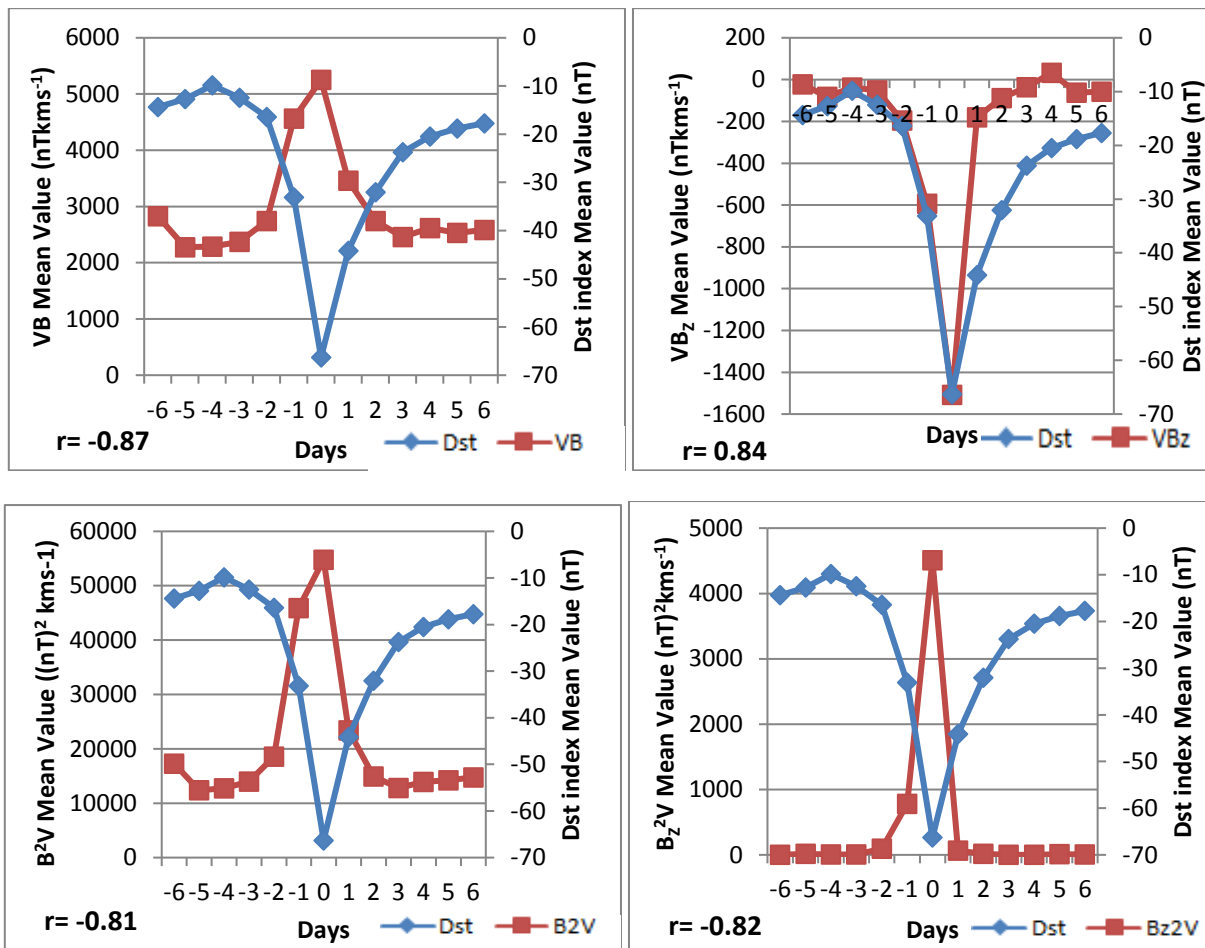 6000
5000
4000
3000
2000
1000
0
VB Mean Value (nTkms⁻¹)
0
-10
-20
-30
-40
-50
-60
-70
Dst index Mean Value (nT)
-6 -5 -4 -3 -2 -1 0 1 2 3 4 5 6
Days
r= -0.87
Dst VB
200
0
-200
-400
-600
-800
-1000
-1200
-1400
-1600
VB_z Mean Value (nTkms⁻¹)
0
-10
-20
-30
-40
-50
-60
-70
Dst index Mean Value (nT)
-6 -5 -4 -3 -2 -1 0 1 2 3 4 5 6
Days
r= 0.84
Dst VBz
60000
50000
40000
30000
20000
10000
0
B²V Mean Value ((nT)² kms-1)
0
-10
-20
-30
-40
-50
-60
-70
Dst index Mean Value (nT)
-6 -5 -4 -3 -2 -1 0 1 2 3 4 5 6
Days
r= -0.81
Dst B2V
5000
4000
3000
2000
1000
0
B_z²V Mean Value (nT)²kms⁻¹)
0
-10
-20
-30
-40
-50
-60
-70
Dst index Mean Value (nT)
-6 -5 -4 -3 -2 -1 0 1 2 3 4 5 6
Days
r= -0.82
Dst Bz2V